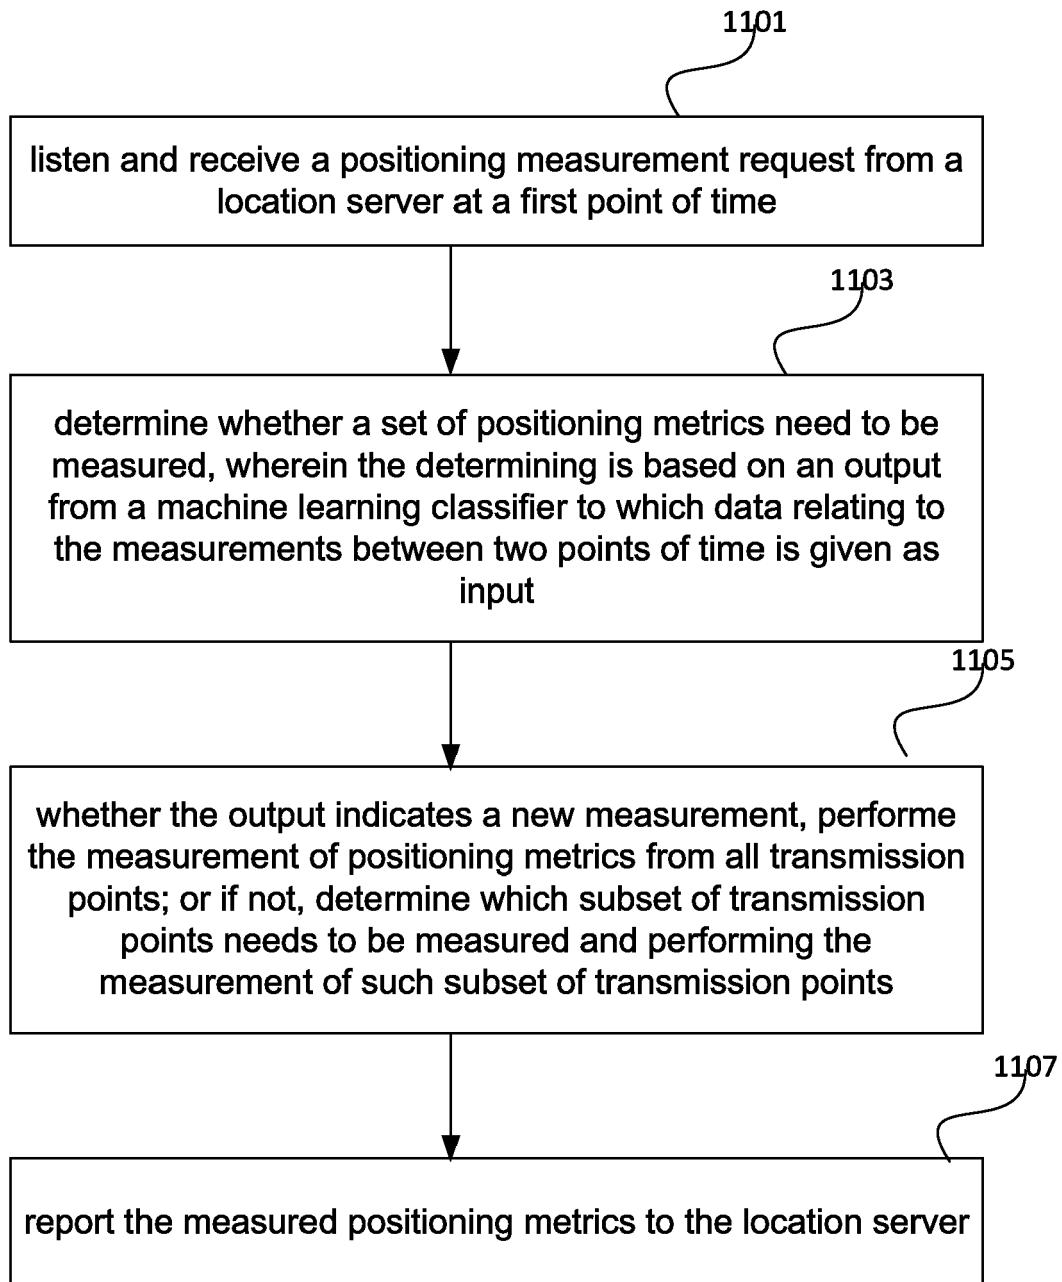 1101
listen and receive a positioning measurement request from a
location server at a first point of time
1103
determine whether a set of positioning metrics need to be
measured, wherein the determining is based on an output
from a machine learning classifier to which data relating to
the measurements between two points of time is given as
input
1105
whether the output indicates a new measurement, performe
the measurement of positioning metrics from all transmission
points; or if not, determine which subset of transmission
points needs to be measured and performing the
measurement of such subset of transmission points
1107
report the measured positioning metrics to the location server